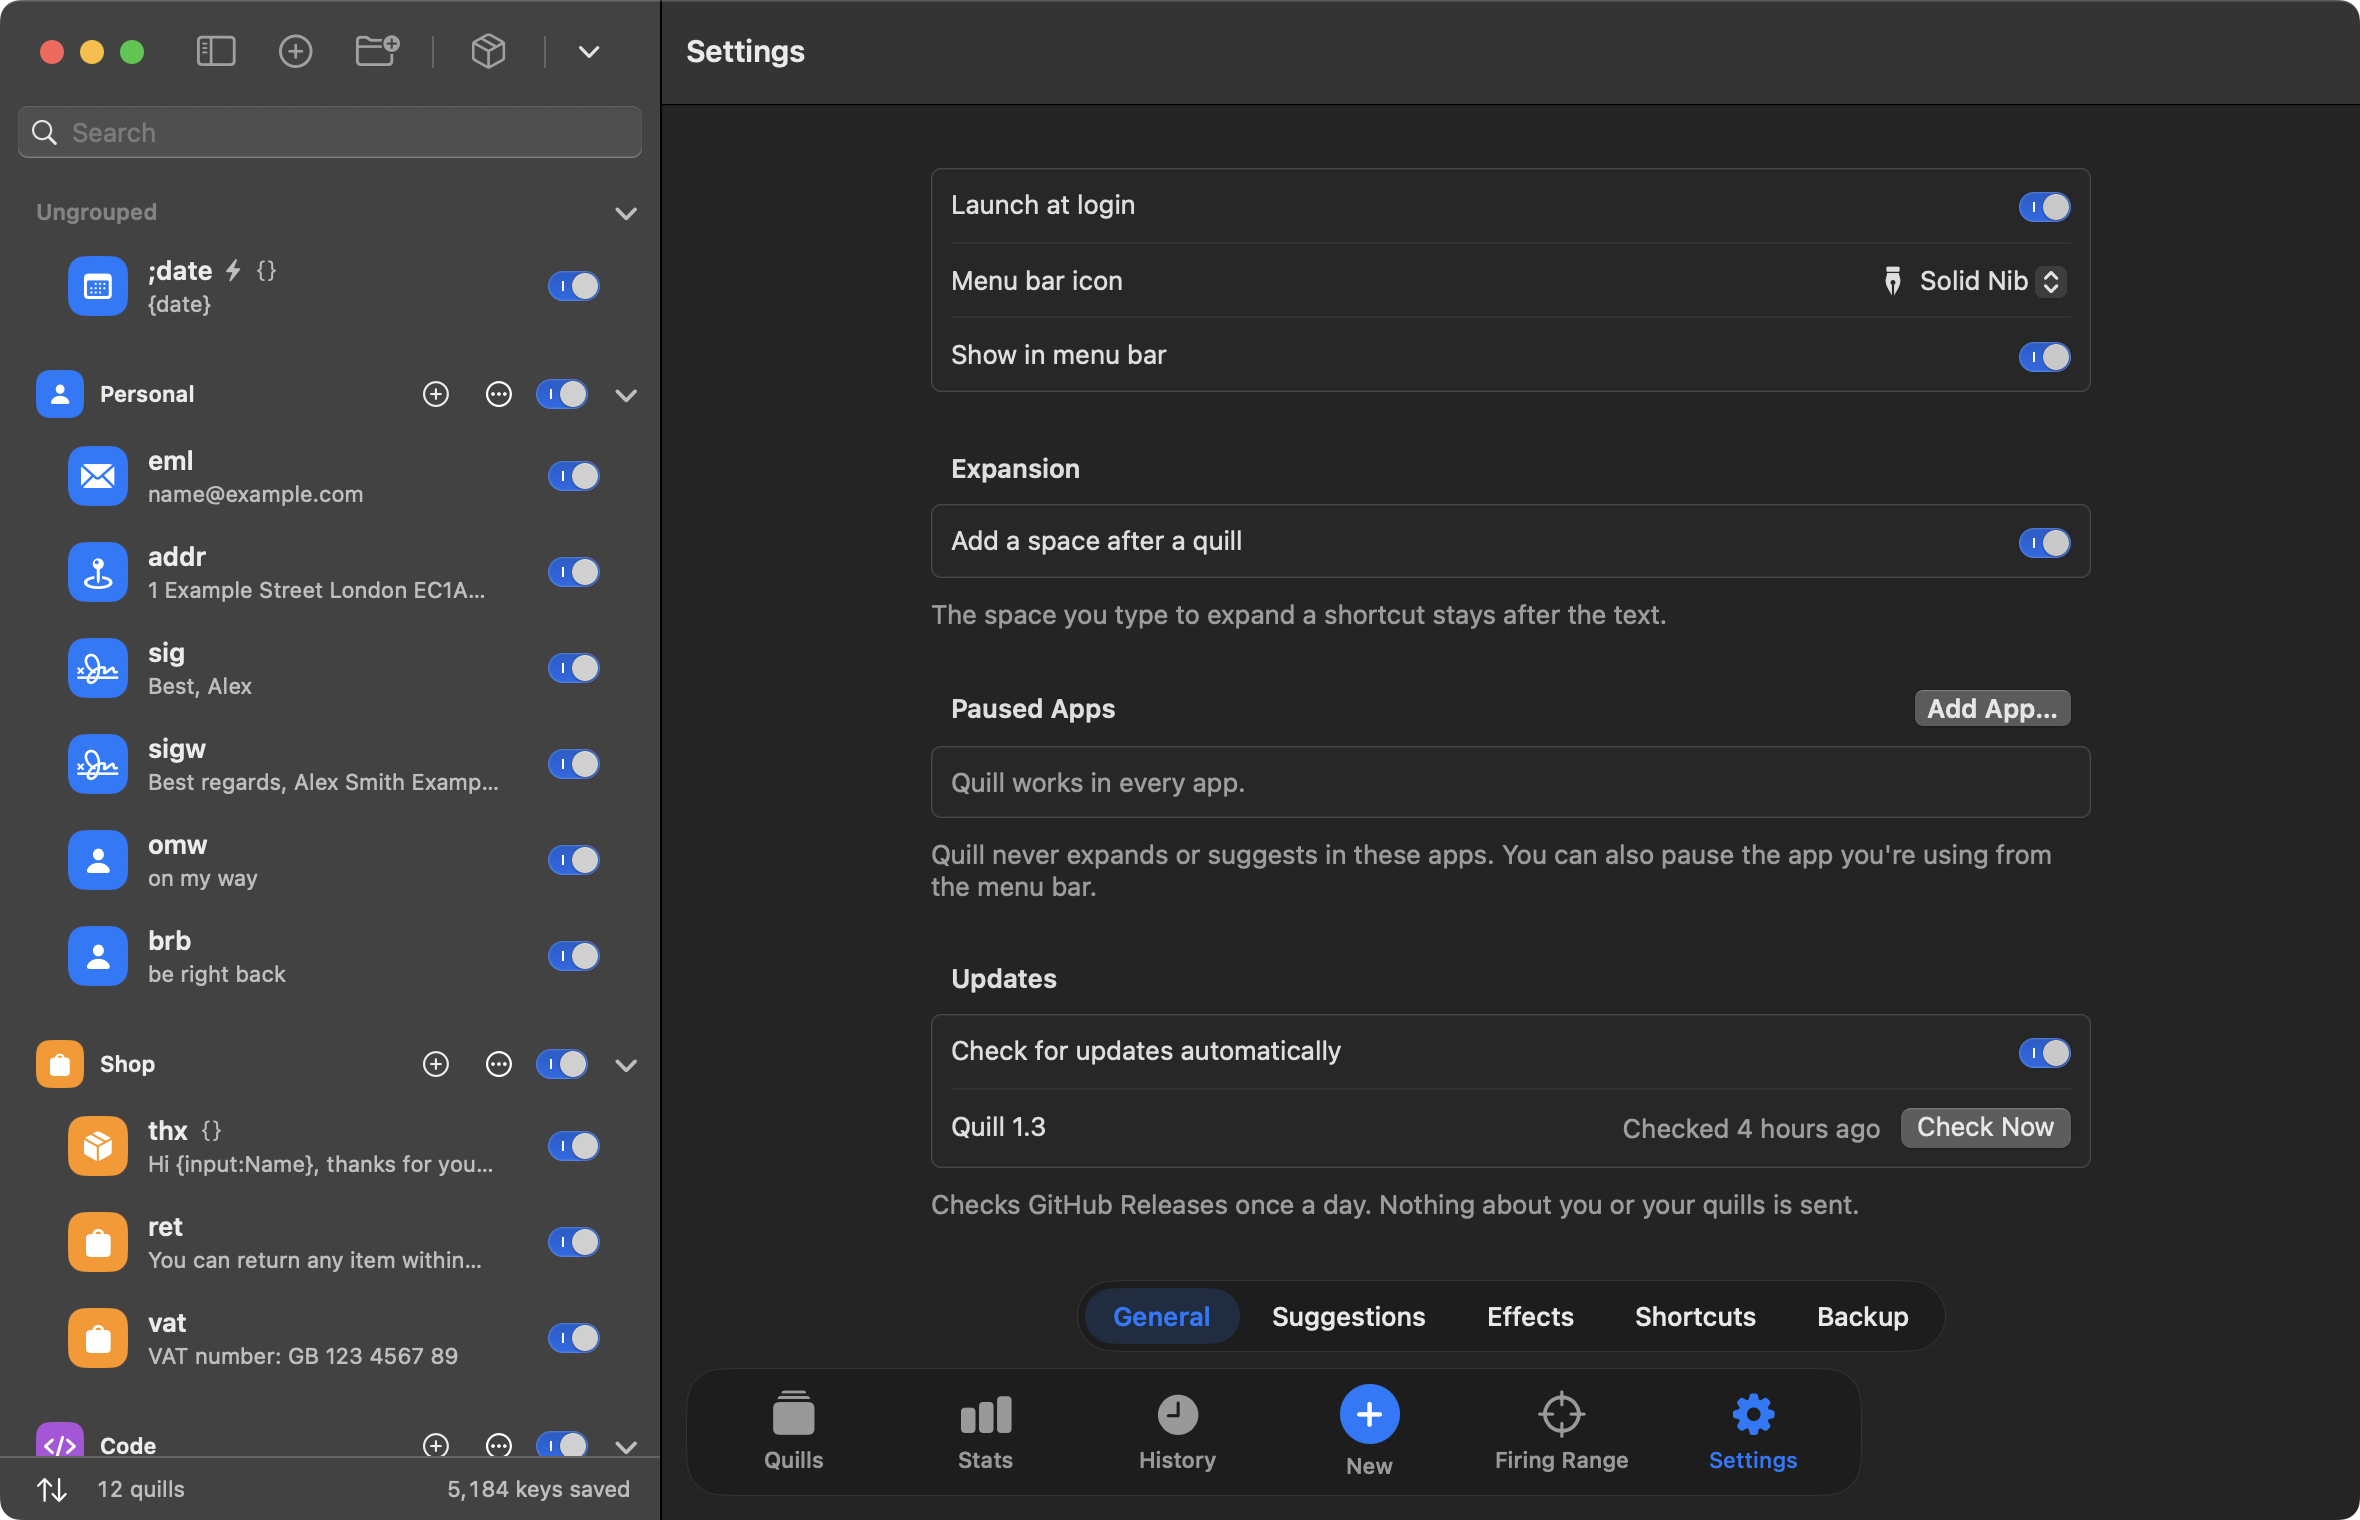 Settings
Search
Ungrouped
;date {}
{date}
Personal
eml
name@example.com
addr
1 Example Street London EC1A...
sig
Best, Alex
sigw
Best regards, Alex Smith Examp...
omw
on my way
brb
be right back
Shop
thx {}
Hi {input:Name}, thanks for you...
ret
You can return any item within...
vat
VAT number: GB 123 4567 89
Code
12 quills
5,184 keys saved
Launch at login
Menu bar icon
Solid Nib
Show in menu bar
Expansion
Add a space after a quill
The space you type to expand a shortcut stays after the text.
Paused Apps
Add App...
Quill works in every app.
Quill never expands or suggests in these apps. You can also pause the app you're using from
the menu bar.
Updates
Check for updates automatically
Quill 1.3
Checked 4 hours ago
Check Now
Checks GitHub Releases once a day. Nothing about you or your quills is sent.
General
Suggestions
Effects
Shortcuts
Backup
Quills
Stats
History
New
Firing Range
Settings